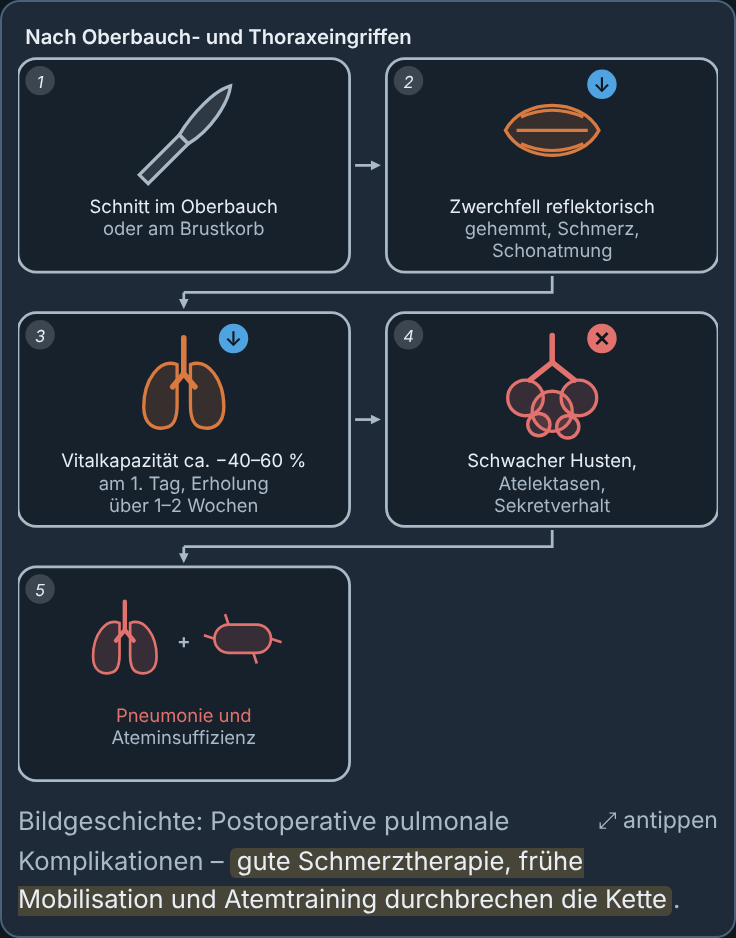 Nach Oberbauch- und Thoraxeingriffen
1
Schnitt im Oberbauch
oder am Brustkorb
2
Zwerchfell reflektorisch
gehemmt, Schmerz,
Schonatmung
3
Vitalkapazität ca. −40–60 %
am 1. Tag, Erholung
über 1–2 Wochen
4
Schwacher Husten,
Atelektasen,
Sekretverhalt
5
+
Pneumonie und
Ateminsuffizienz
Bildgeschichte: Postoperative pulmonale
antippen
Komplikationen – gute Schmerztherapie, frühe
Mobilisation und Atemtraining durchbrechen die Kette.